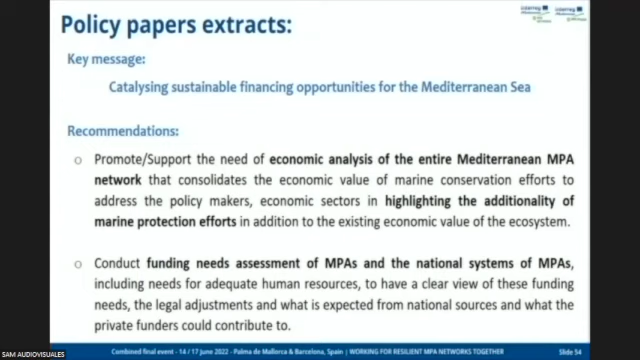 Policy papers extracts:
Interreg
Interreg
Key message:
Catalysing sustainable financing opportunities for the Mediterranean Sea
Recommendations:
o Promote/Support the need of economic analysis of the entire Mediterranean MPA
network that consolidates the economic value of marine conservation efforts to
address the policy makers, economic sectors in highlighting the additionality of
marine protection efforts in addition to the existing economic value of the ecosystem.
o Conduct funding needs assessment of MPAs and the national systems of MPAs,
including needs for adequate human resources, to have a clear view of these funding
needs, the legal adjustments and what is expected from national sources and what the
private funders could contribute to.
Combined final event - 14 / 17 June 2022 - Palma de Mallorca & Barcelona, Spain | WORKING FOR RESILIENT MPA NETWORKS TOGETHER
Slide 54
SAM AUDIOVISUALES